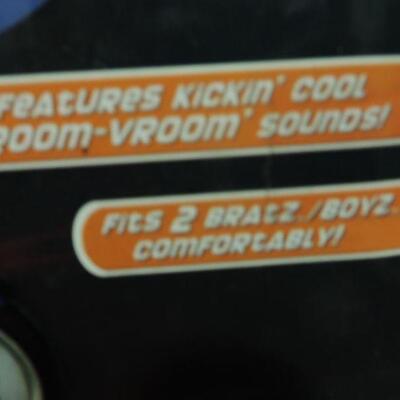 FEATURES KICKIN' COOL
ROOM-VROOM' SOUNDS!
FITS 2 BRATZ./BOYZ.
COMFORTABLY!